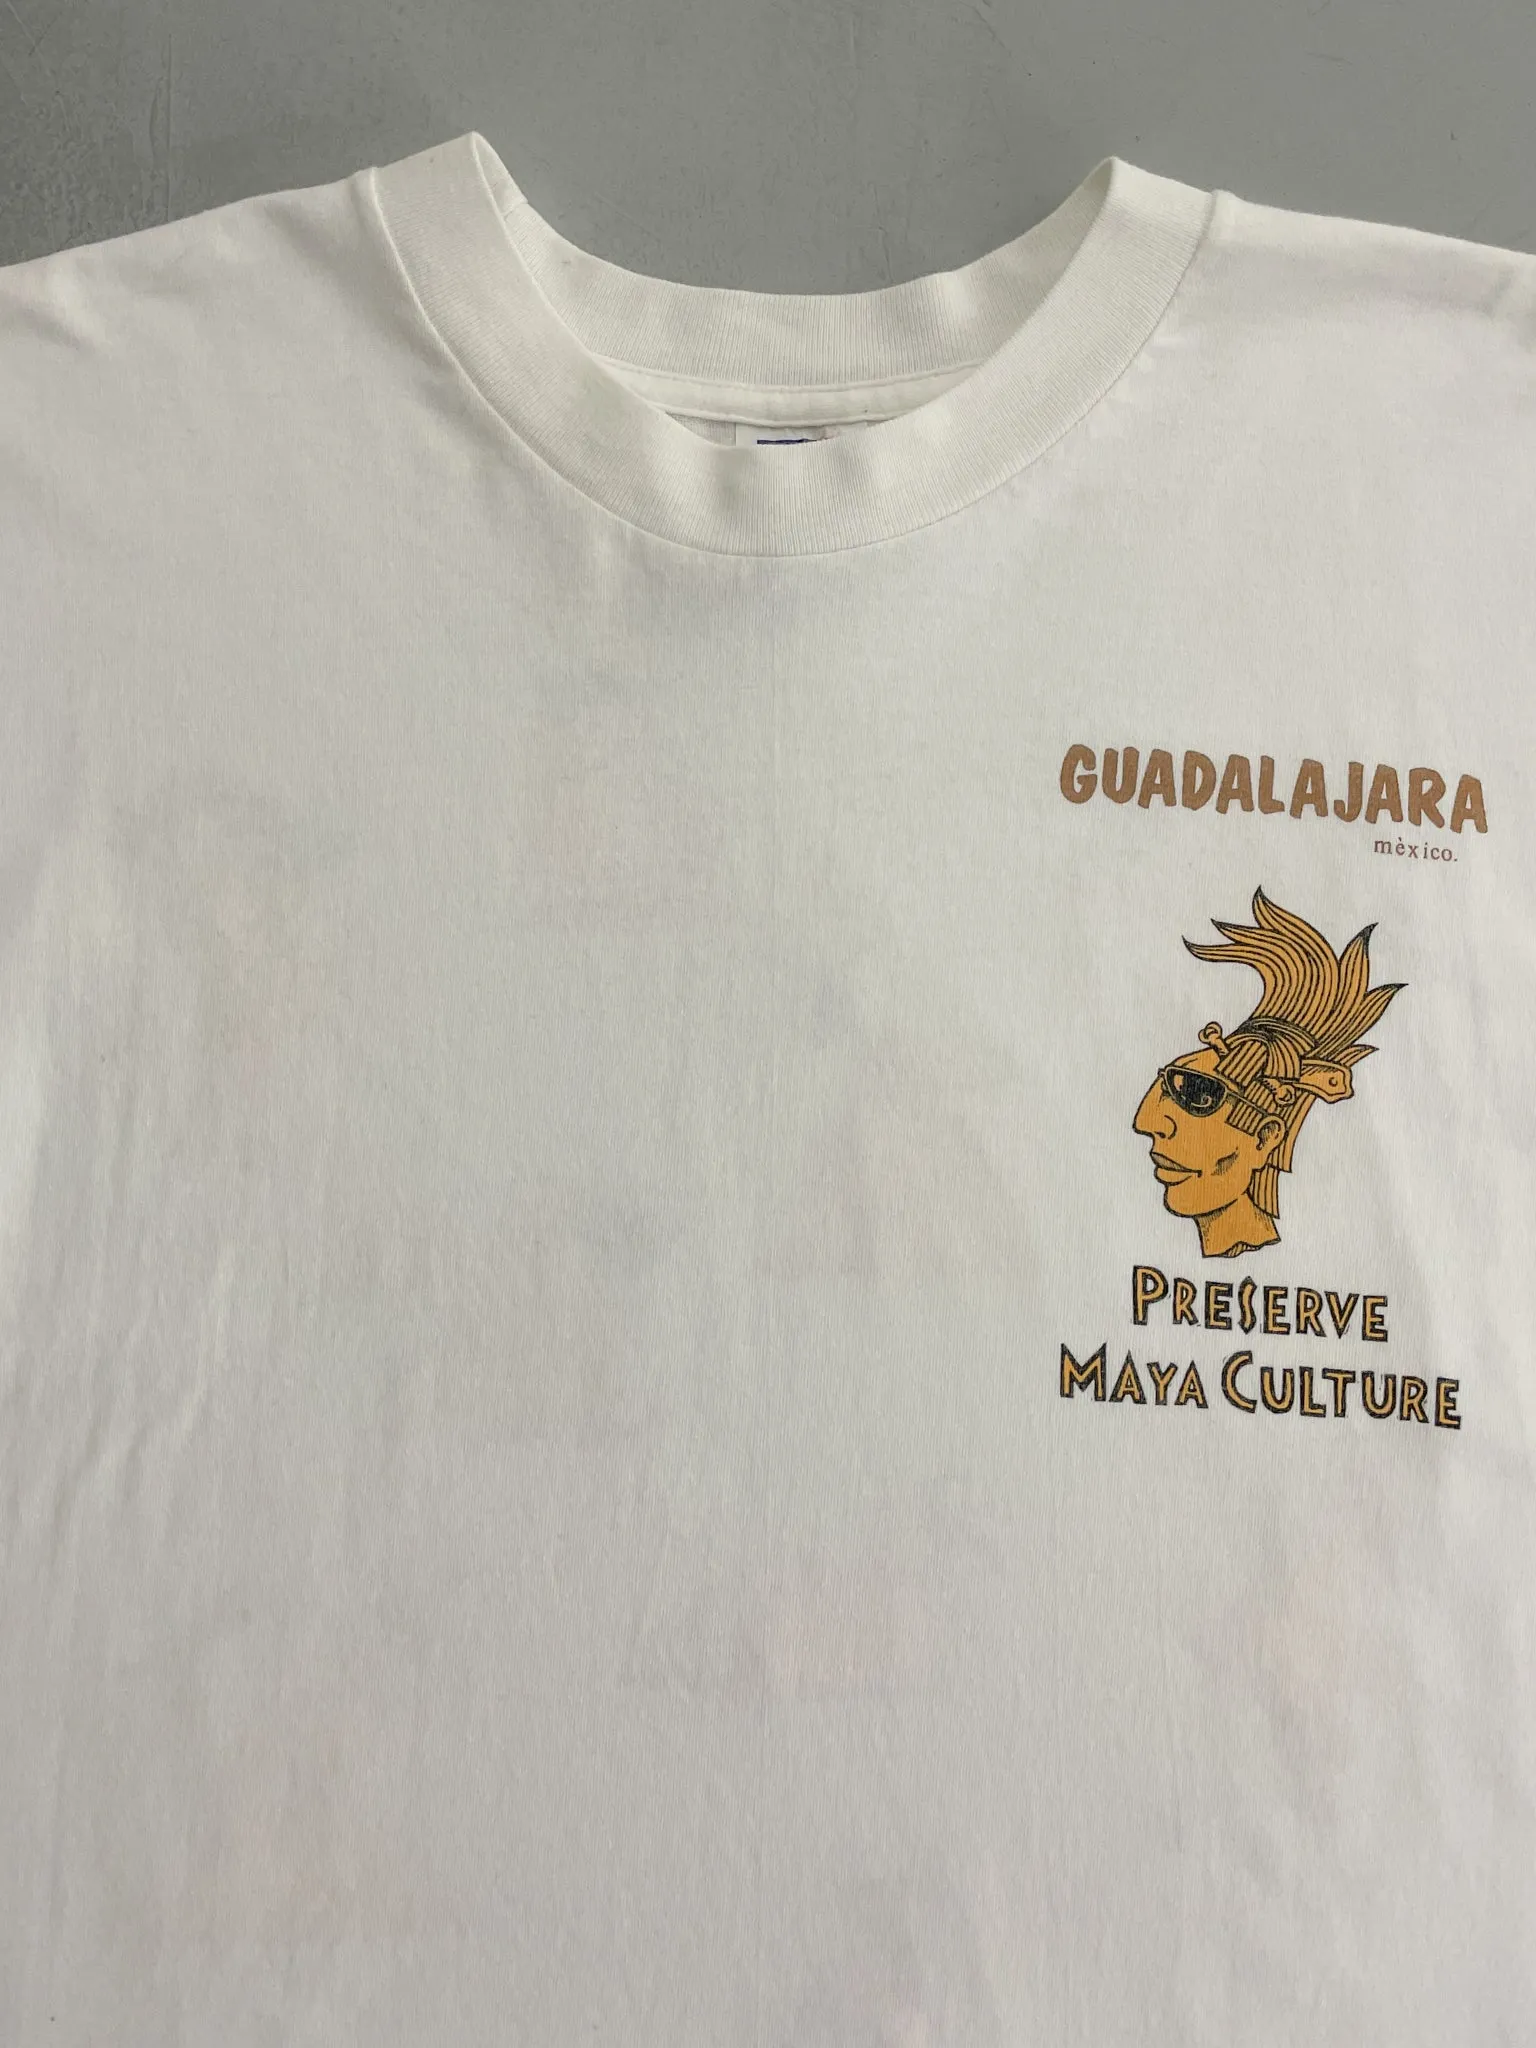 GUADALAJARA
mèxico.
PRESERVE
MAYA CULTURE